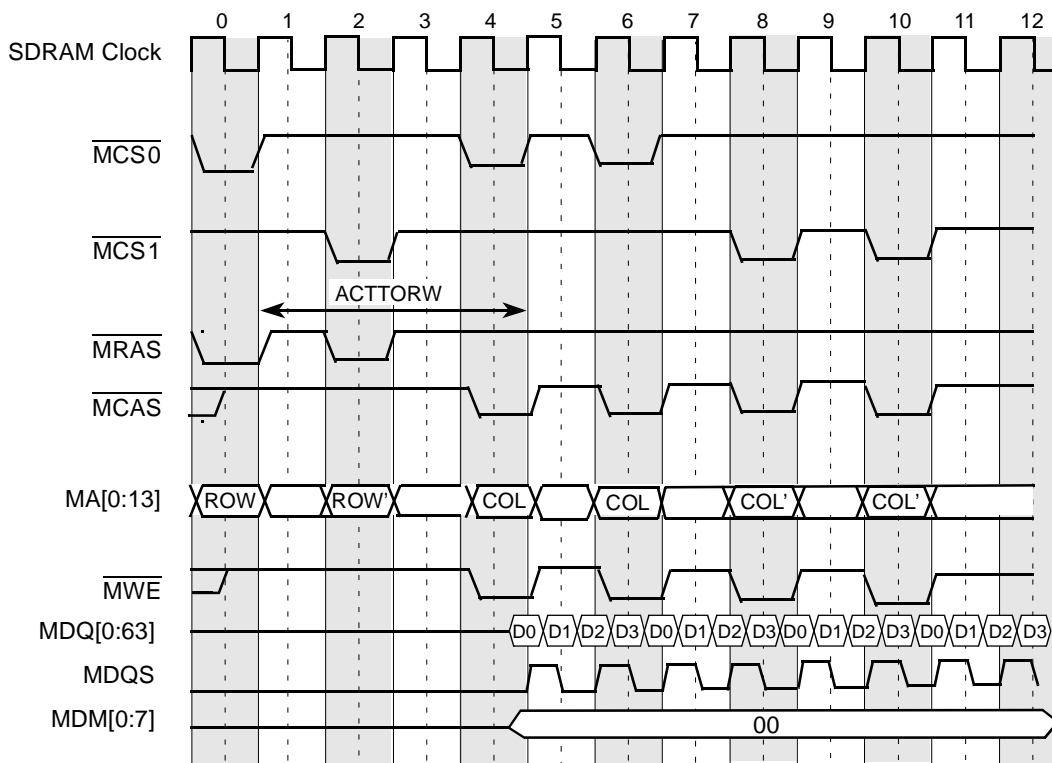 0 1 2 3 4 5 6 7 8 9 10 11 12
SDRAM Clock
MCS0
MCS1
ACTTORW
MRAS
MCAS
MA[0:13] ROW ROW' COL COL COL' COL'
MWE
MDQ[0:63] D0 D1 D2 D3 D0 D1 D2 D3 D0 D1 D2 D3 D0 D1 D2 D3
MDQS
MDM[0:7] 00